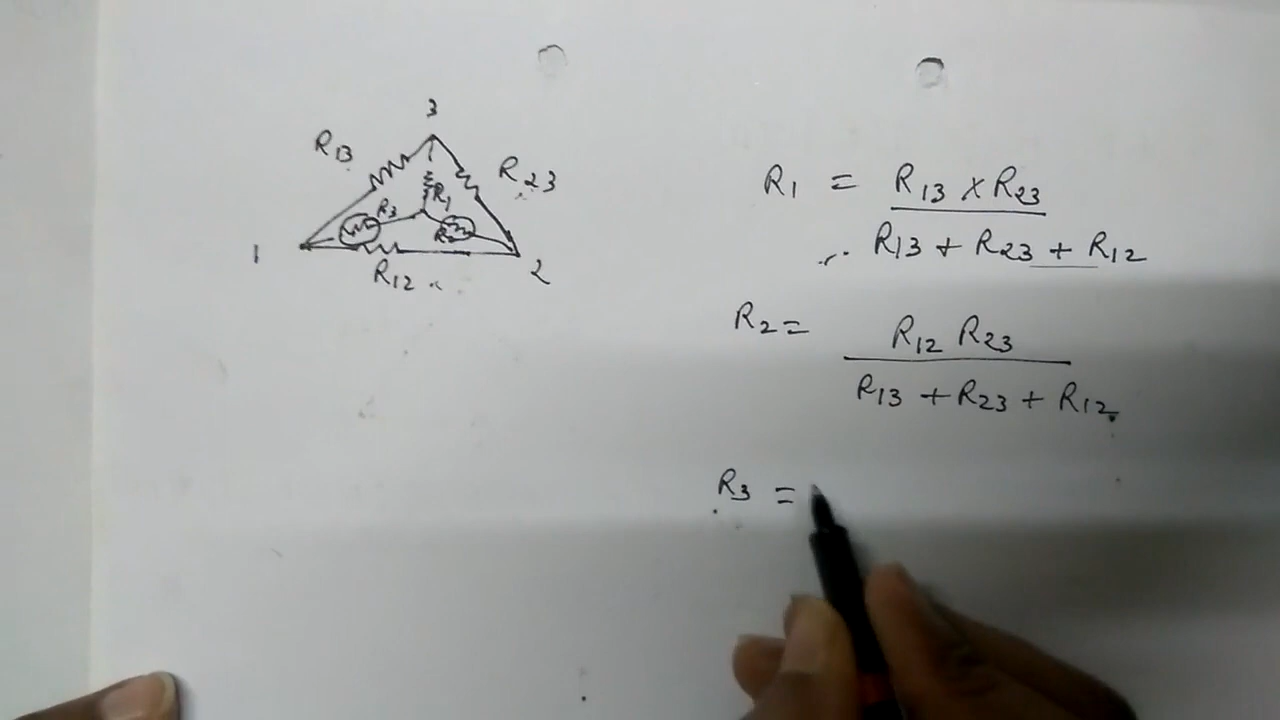 3
R13
R23
R1
R3
R2
1
R12
2
R1 = R13 × R23
R13 + R23 + R12
R2 =
R12 R23
R13 + R23 + R12
R3 =